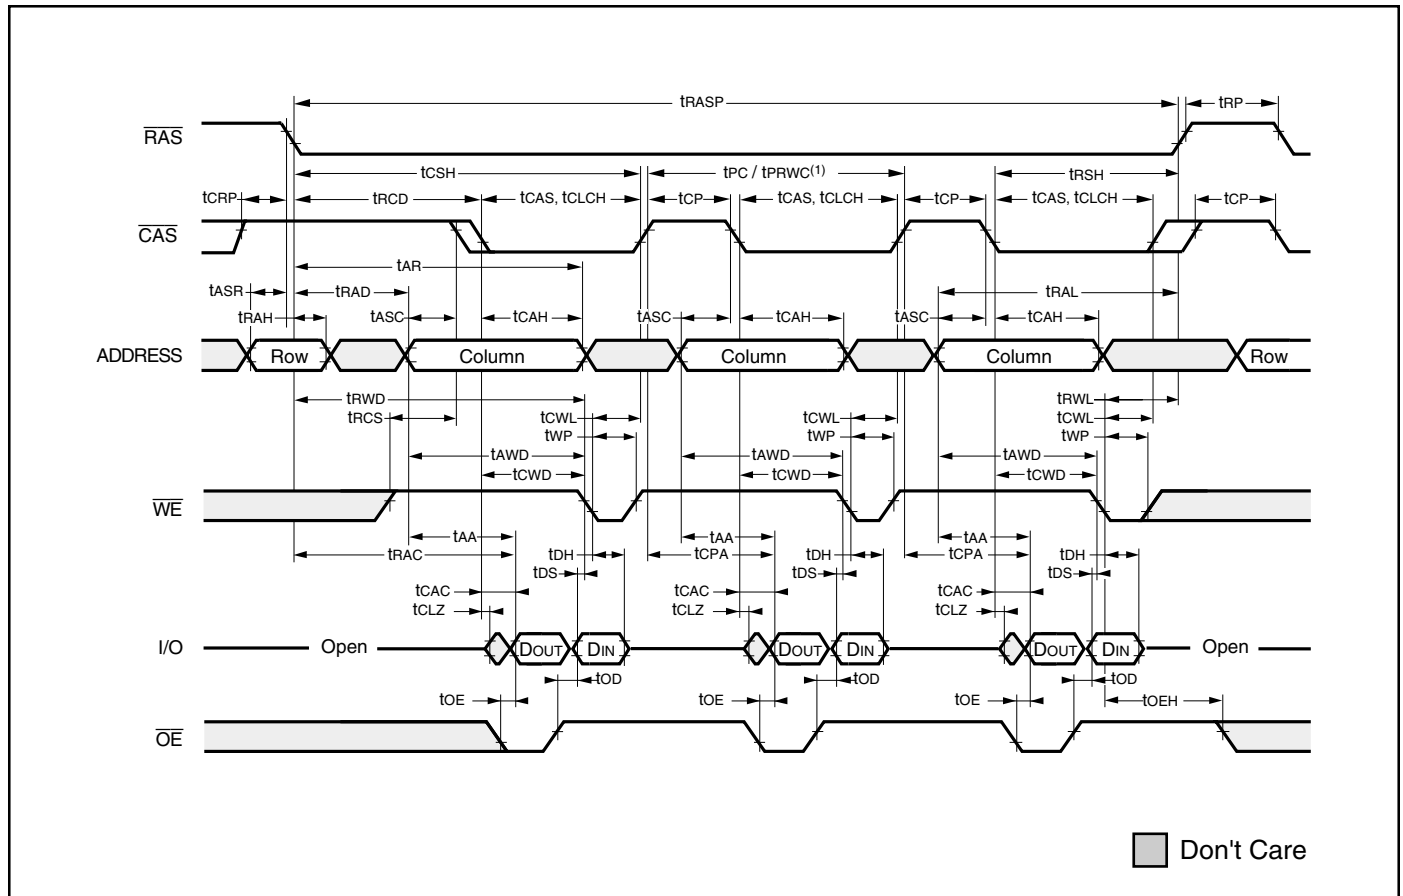 tRASP tRP
RAS
tCSH tPC / tPRWC(1) tRSH
tCRP tRCD tCAS, tCLCH tCP tCAS, tCLCH tCP tCAS, tCLCH tCP
CAS
tAR
tASR tRAD tRAL
tRAH tASC tCAH tASC tCAH tASC tCAH
ADDRESS Row Column Column Column Row
tRWD tRWL
tRCS tCWL tCWL tCWL
tWP tWP tWP
tAWD tAWD tAWD
tCWD tCWD tCWD
WE
tAA tAA tAA
tRAC tDH tCPA tDH tCPA tDH
tDS tDS tDS
tCAC tCAC tCAC
tCLZ tCLZ tCLZ
I/O Open DOUT DIN DOUT DIN DOUT DIN Open
tOD tOD tOD
tOE tOE tOE tOEH
OE
Don't Care